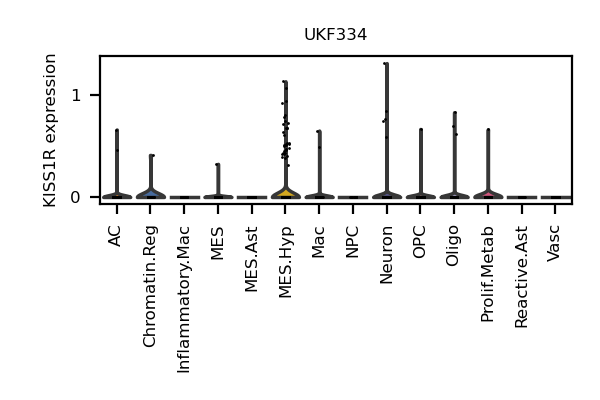 UKF334
KISS1R expression
1
0
AC
Chromatin.Reg
Inflammatory.Mac
MES
MES.Ast
MES.Hyp
Mac
NPC
Neuron
OPC
Oligo
Prolif.Metab
Reactive.Ast
Vasc